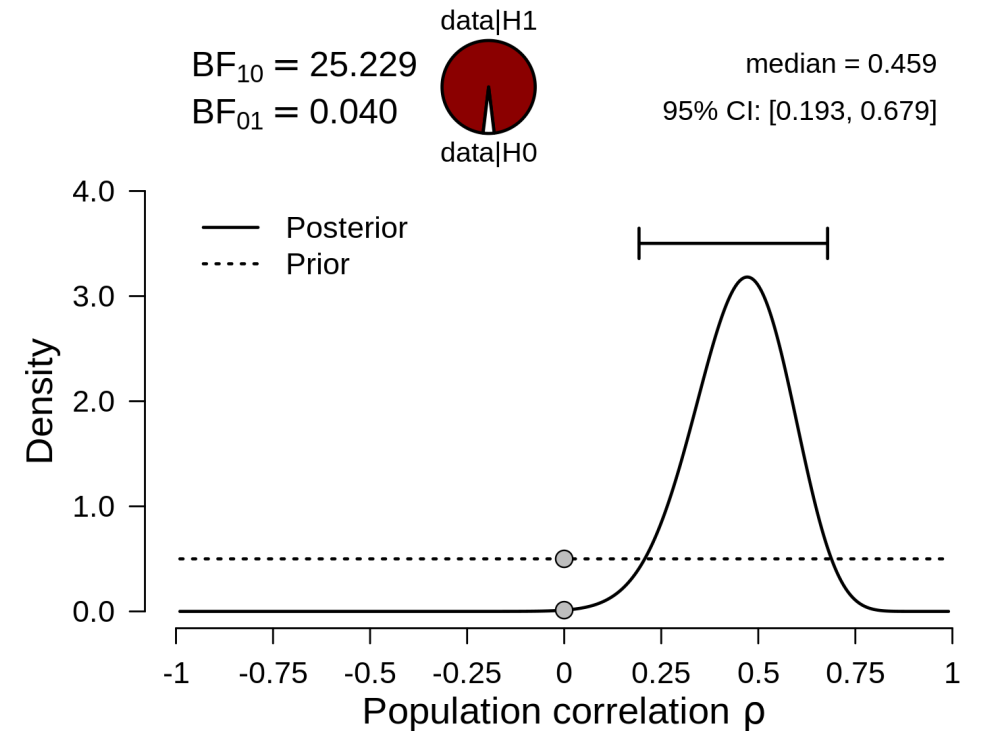 data|H1
BF10 = 25.229
BF01 = 0.040
data|H0
median = 0.459
95% CI: [0.193, 0.679]
Posterior
Prior
Density
4.0
3.0
2.0
1.0
0.0
-1 -0.75 -0.5 -0.25 0 0.25 0.5 0.75 1
Population correlation ρ